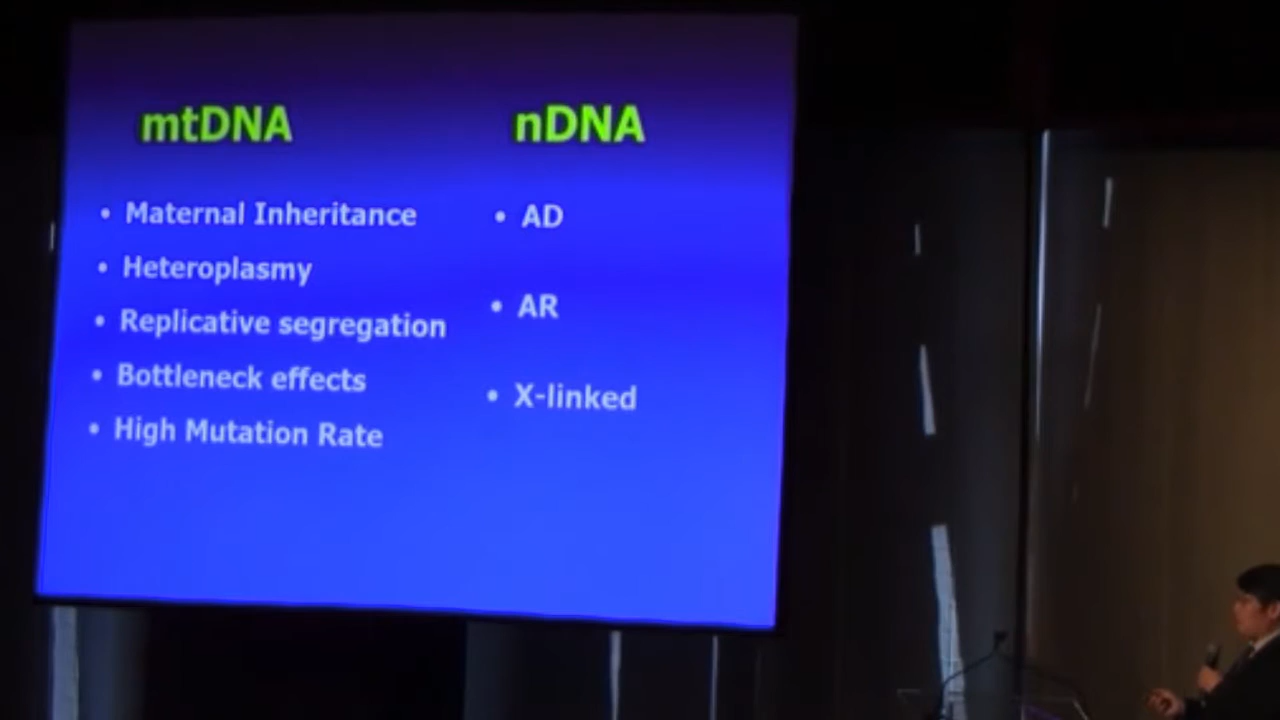 mtDNA
• Maternal Inheritance
• Heteroplasmy
• Replicative segregation
• Bottleneck effects
• High Mutation Rate
nDNA
• AD
• AR
• X-linked